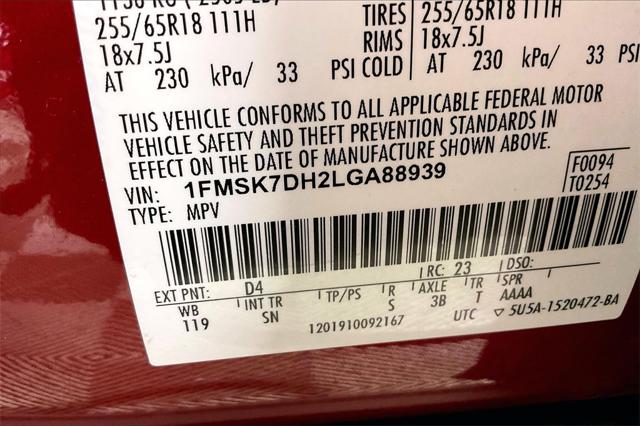 TIRES 255/65R18 111H
255/65R18 111H
RIMS 18x7.5J
18x7.5J
AT 230 kPa/ 33 PSI COLD AT 230 kPa/ 33 PSI
THIS VEHICLE CONFORMS TO ALL APPLICABLE FEDERAL MOTOR
VEHICLE SAFETY AND THEFT PREVENTION STANDARDS IN
EFFECT ON THE DATE OF MANUFACTURE SHOWN ABOVE.
VIN: 1FMSK7DH2LGA88939
F0094
TYPE: MPV
T0254
EXT PNT: D4 RC: 23 DSO:
WB INT TR TP/PS R AXLE TR SPR
119 SN S 3B T AAAA
1201910092167 UTC ▽ 5U5A-1520472-BA